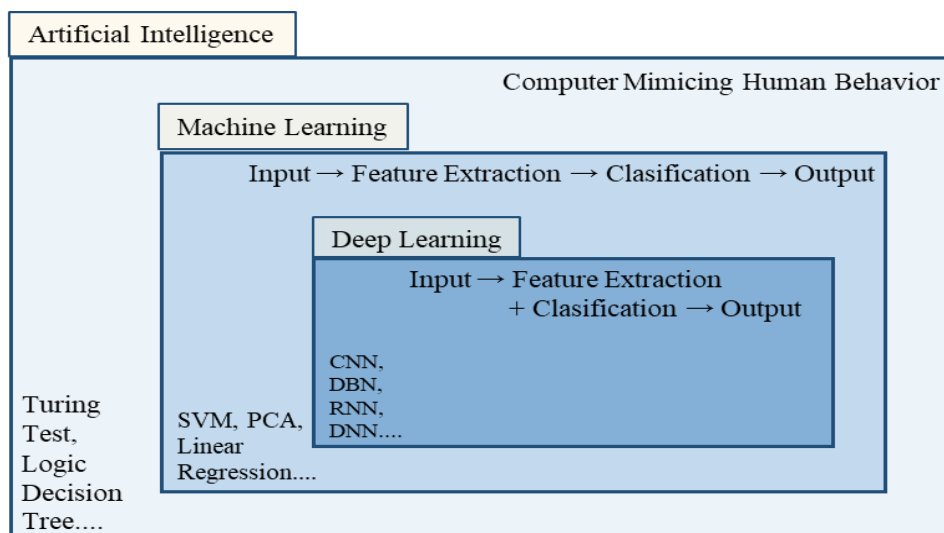 Artificial Intelligence
Computer Mimicing Human Behavior
Machine Learning
Input → Feature Extraction → Clasification → Output
Deep Learning
Input → Feature Extraction
+ Clasification → Output
CNN,
DBN,
RNN,
DNN....
SVM, PCA,
Linear
Regression....
Turing
Test,
Logic
Decision
Tree....